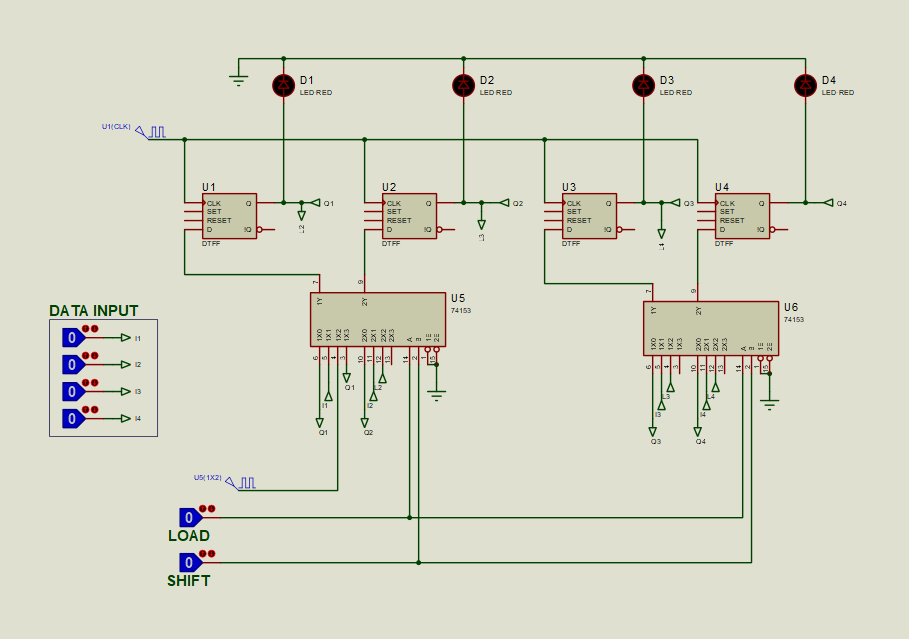 D1
LED RED
D2
LED RED
D3
LED RED
D4
LED RED
U1(CLK)
U1
CLK
SET
RESET
D
Q
!Q
DTFF
Q1
L2
U2
CLK
SET
RESET
D
Q
!Q
DTFF
Q2
L3
U3
CLK
SET
RESET
D
Q
!Q
DTFF
Q3
L4
U4
CLK
SET
RESET
D
Q
!Q
DTFF
Q4
7
9
U5
74153
1Y
2Y
1X0
1X1
1X2
1X3
2X0
2X1
2X2
2X3
A
B
1E
2E
6
5
4
3
10
11
12
13
14
2
1
15
Q1
I1
Q1
Q2
I2
L2
7
9
U6
74153
1Y
2Y
1X0
1X1
1X2
1X3
2X0
2X1
2X2
2X3
A
B
1E
2E
6
5
4
3
10
11
12
13
14
2
1
15
Q3
I3
L3
Q4
I4
L4
DATA INPUT
0
I1
0
I2
0
I3
0
I4
U5(1X2)
0
LOAD
0
SHIFT